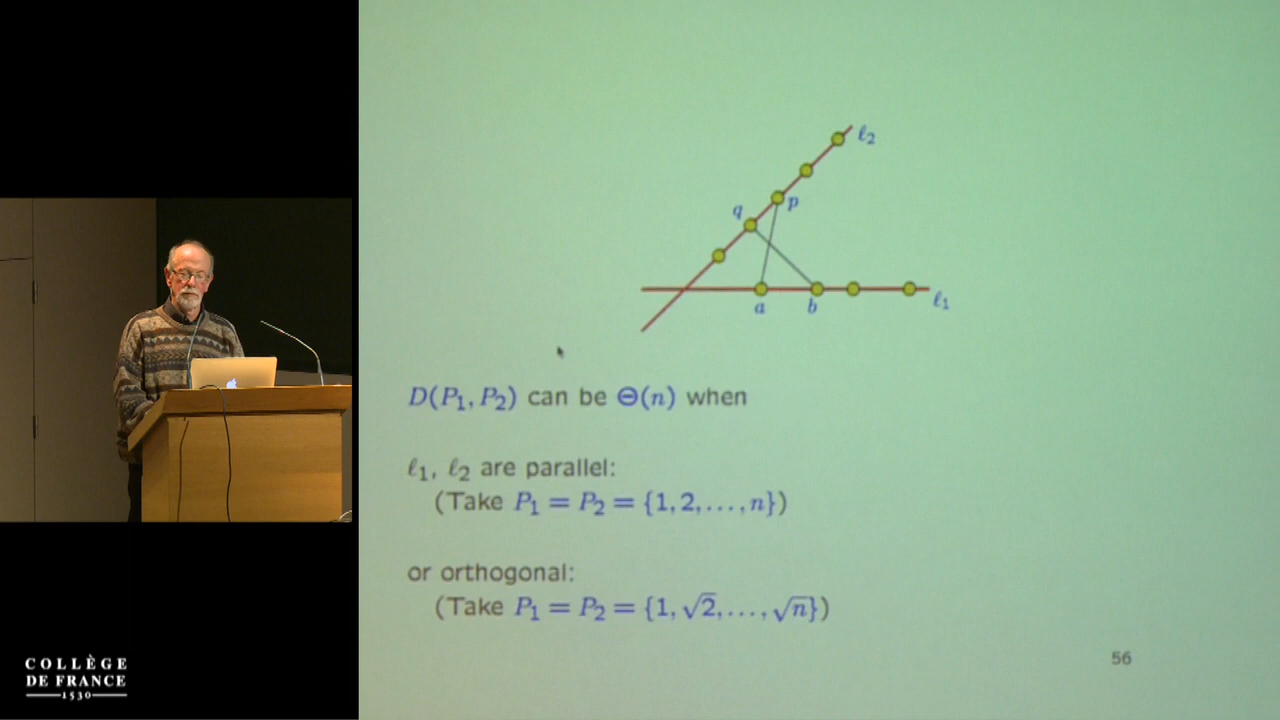 ℓ₂
q
p
a
b
ℓ₁
D(P₁, P₂) can be Θ(n) when
ℓ₁, ℓ₂ are parallel:
(Take P₁ = P₂ = {1, 2, ..., n})
or orthogonal:
(Take P₁ = P₂ = {1, √2, ..., √n})
56
COLLÈGE
DE FRANCE
1530